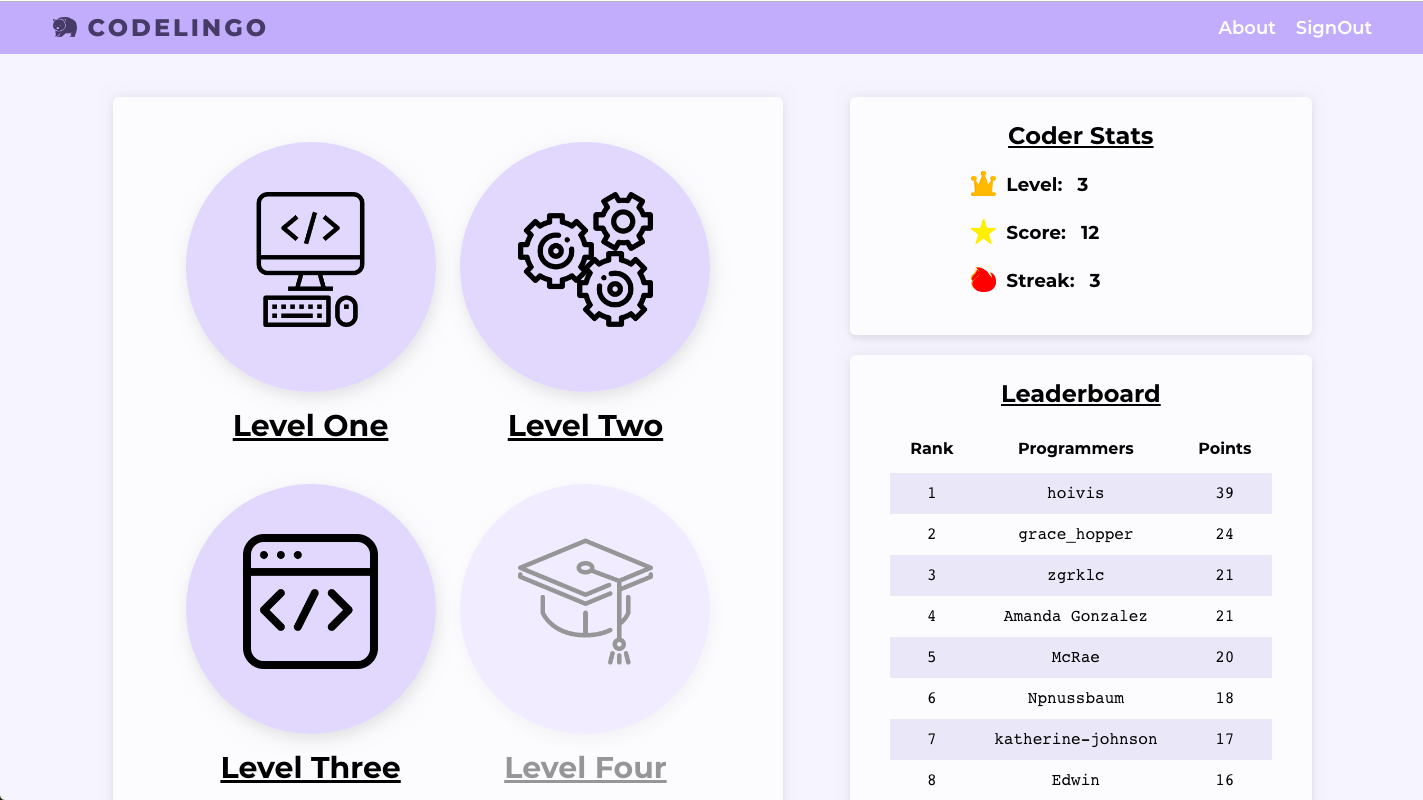 CODELINGO
About SignOut
</>
Level One
Level Two
</>
Level Three
Level Four
Coder Stats
Level: 3
Score: 12
Streak: 3
Leaderboard
Rank Programmers Points
1 hoivis 39
2 grace_hopper 24
3 zgrklc 21
4 Amanda Gonzalez 21
5 McRae 20
6 Npnussbaum 18
7 katherine-johnson 17
8 Edwin 16